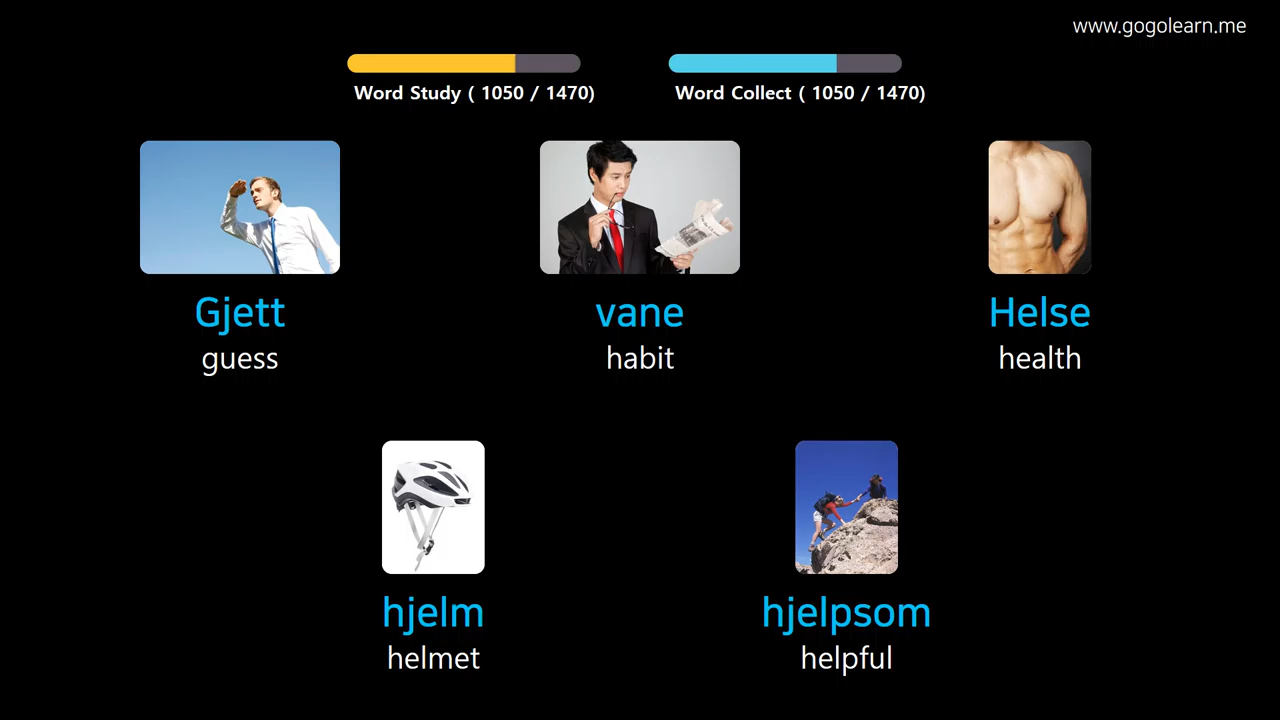 www.gogolearn.me
Word Study ( 1050 / 1470)
Word Collect ( 1050 / 1470)
Gjett
guess
vane
habit
Helse
health
hjelm
helmet
hjelpsom
helpful